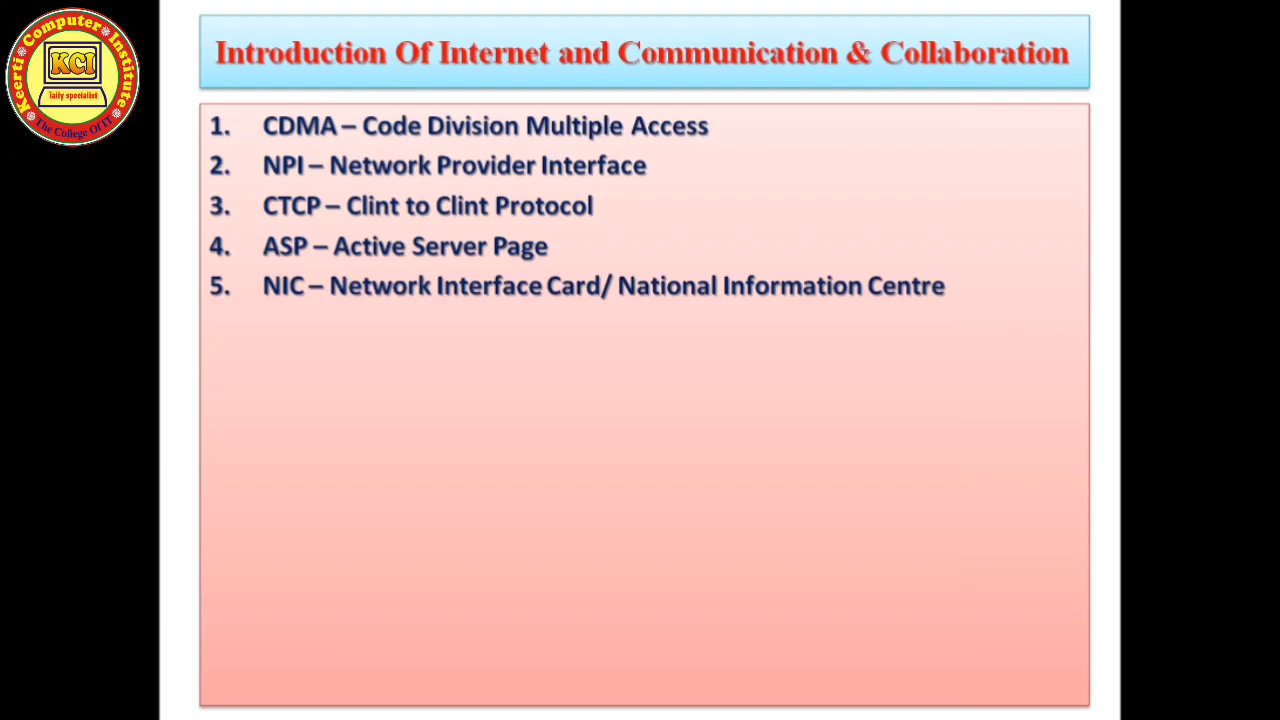 Keerti Computer Institute
KCI
Tally specialist
The College Of IT
Introduction Of Internet and Communication & Collaboration
1. CDMA – Code Division Multiple Access
2. NPI – Network Provider Interface
3. CTCP – Clint to Clint Protocol
4. ASP – Active Server Page
5. NIC – Network Interface Card/ National Information Centre